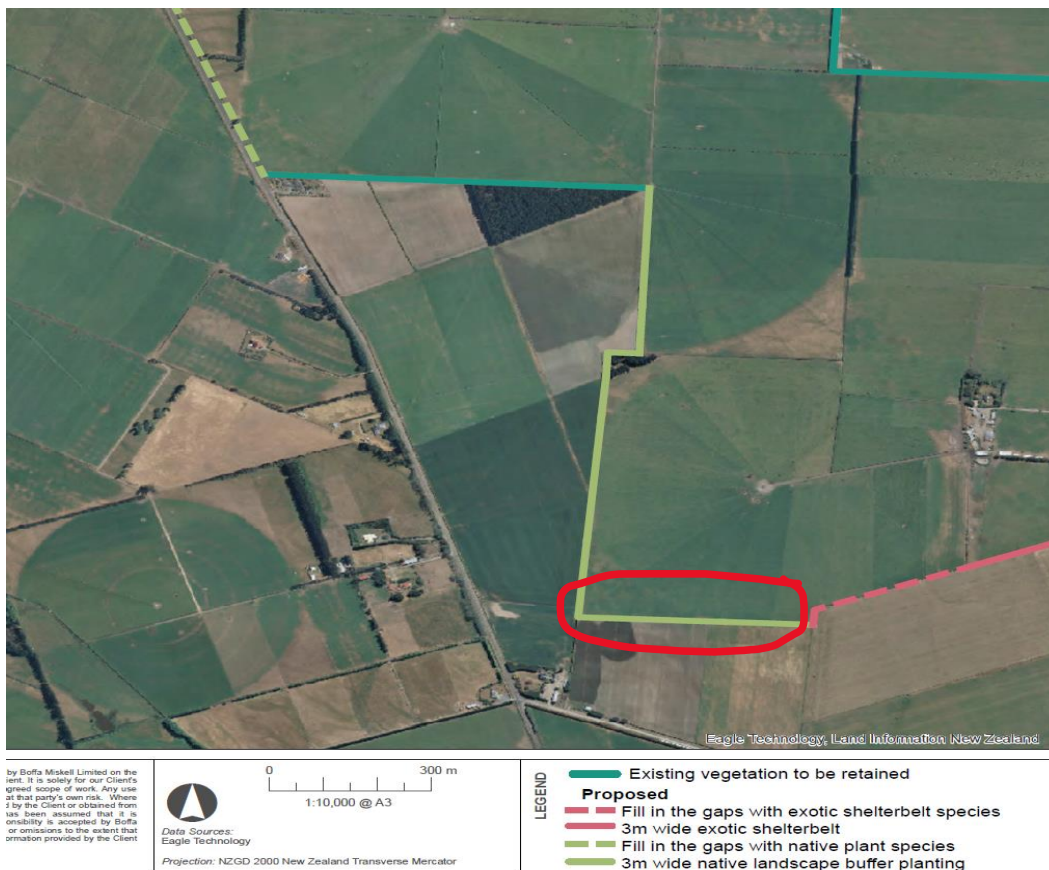 Eagle Technology, Land Information New Zealand
by Boffa Miskell Limited on the
ient. It is solely for our Client's
agreed scope of work. Any use
at that party's own risk. Where
d by the Client or obtained from
has been assumed that it is
onsibility is accepted by Boffa
or omissions to the extent that
ormation provided by the Client
0 300 m
1:10,000 @ A3
Data Sources:
Eagle Technology
Projection: NZGD 2000 New Zealand Transverse Mercator
LEGEND
Existing vegetation to be retained
Proposed
Fill in the gaps with exotic shelterbelt species
3m wide exotic shelterbelt
Fill in the gaps with native plant species
3m wide native landscape buffer planting